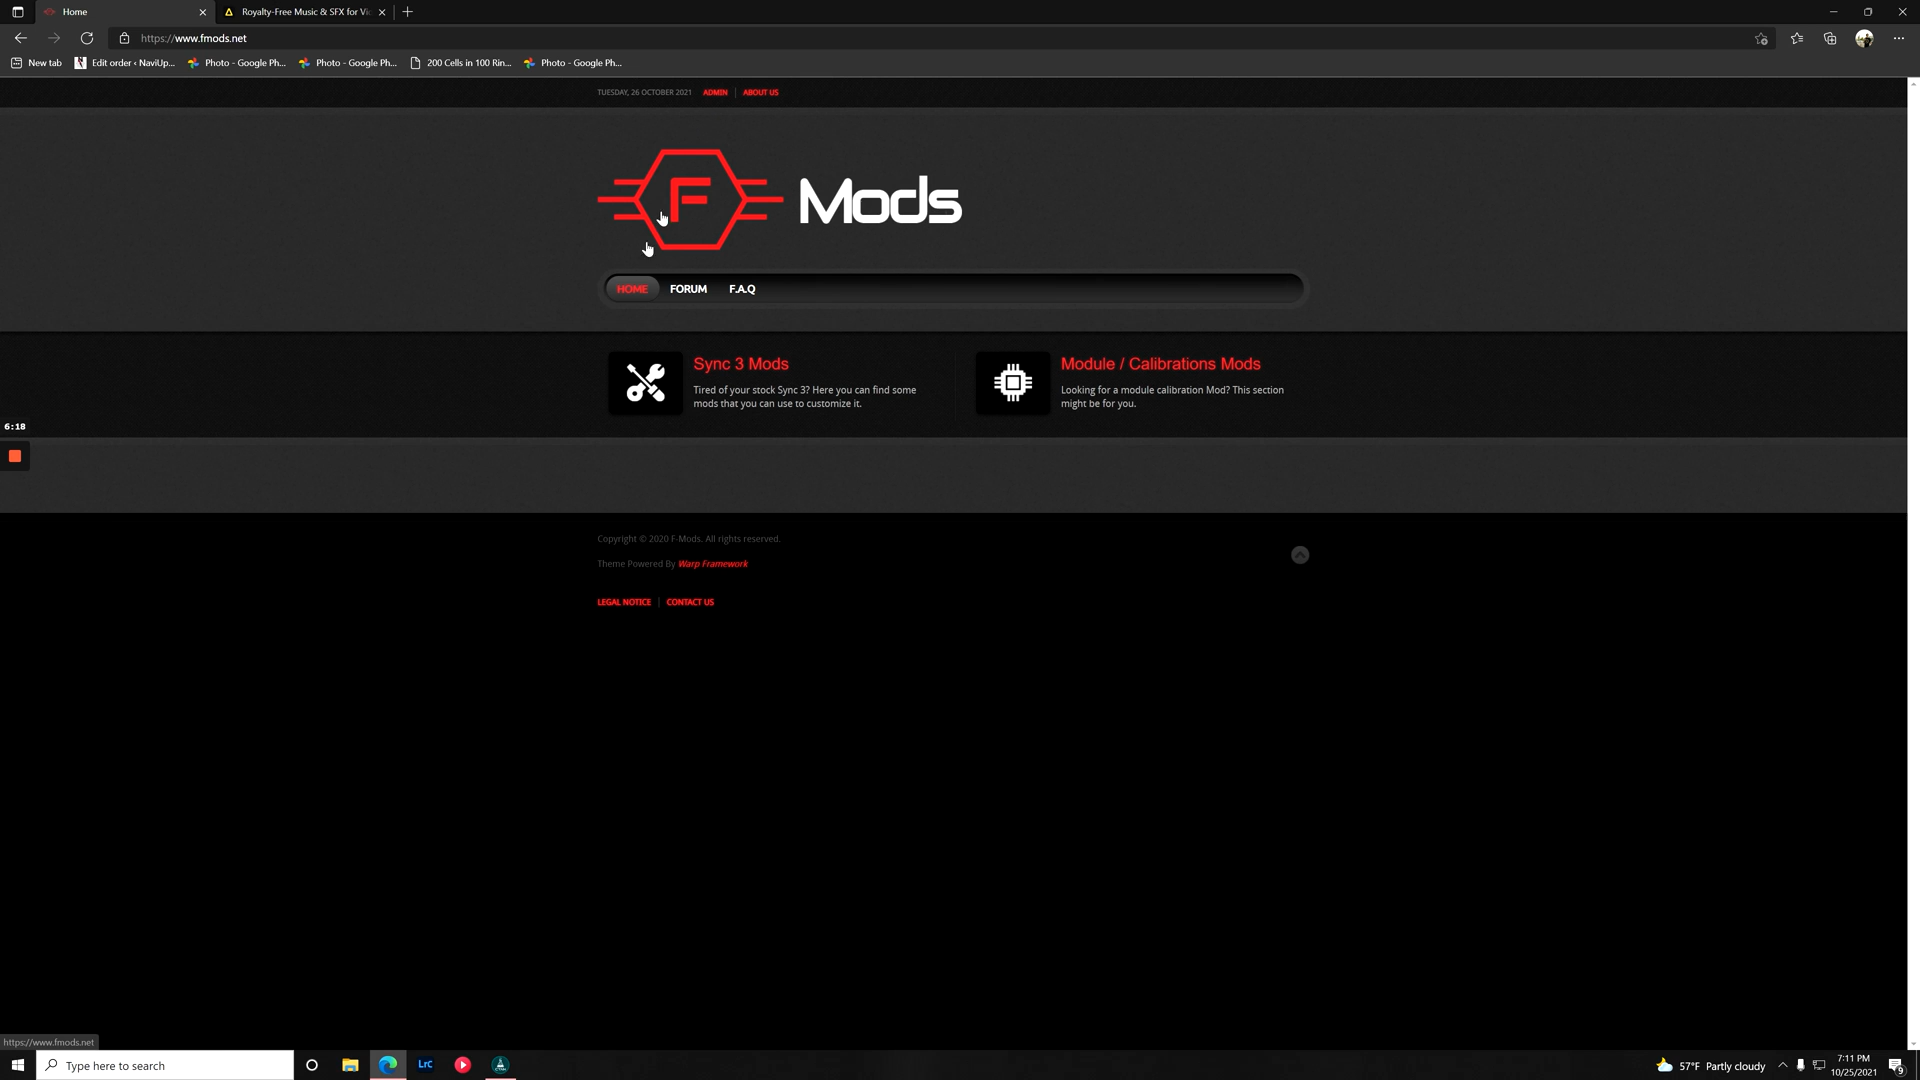 Home
Royalty-Free Music & SFX for Vi
https://www.fmods.net
New tab
Edit order ‹ NaviUp...
Photo - Google Ph...
Photo - Google Ph...
200 Cells in 100 Rin...
Photo - Google Ph...
TUESDAY, 26 OCTOBER 2021
ADMIN
ABOUT US
F Mods
HOME
FORUM
F.A.Q
Sync 3 Mods
Tired of your stock Sync 3? Here you can find some
mods that you can use to customize it.
Module / Calibrations Mods
Looking for a module calibration Mod? This section
might be for you.
6:18
Copyright © 2020 F-Mods. All rights reserved.
Theme Powered By Warp Framework
LEGAL NOTICE
CONTACT US
https://www.fmods.net
Type here to search
LrC
57°F Partly cloudy
7:11 PM
10/25/2021
9